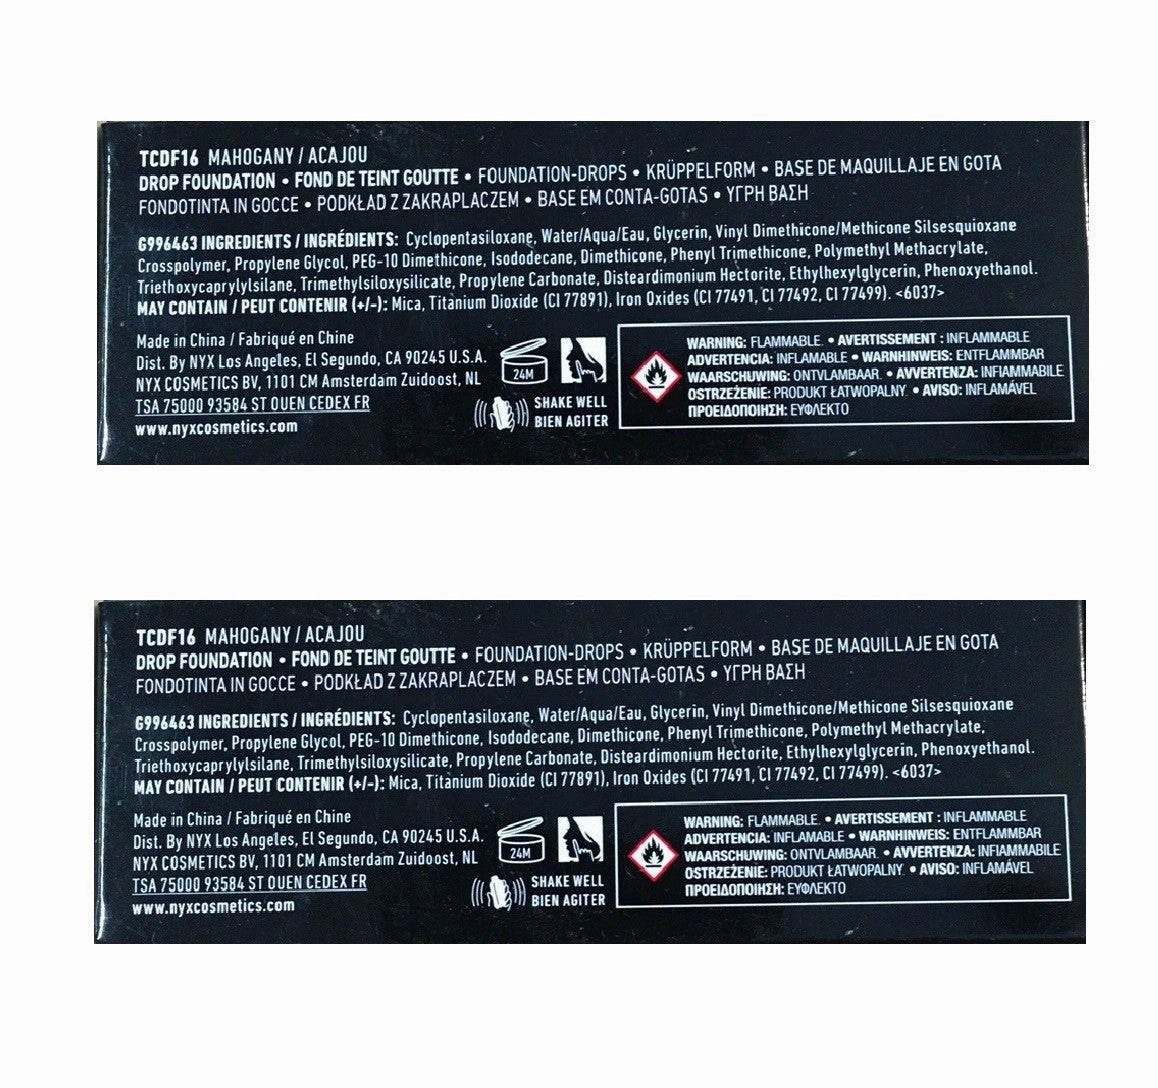 TCDF16 MAHOGANY / ACAJOU
DROP FOUNDATION • FOND DE TEINT GOUTTE • FOUNDATION-DROPS • KRÜPPELFORM • BASE DE MAQUILLAJE EN GOTA
FONDOTINTA IN GOCCE • PODKŁAD Z ZAKRAPLACZEM • BASE EM CONTA-GOTAS • ΥΓΡΗ ΒΑΣΗ
G996463 INGREDIENTS / INGRÉDIENTS: Cyclopentasiloxane, Water/Aqua/Eau, Glycerin, Vinyl Dimethicone/Methicone Silsesquioxane
Crosspolymer, Propylene Glycol, PEG-10 Dimethicone, Isododecane, Dimethicone, Phenyl Trimethicone, Polymethyl Methacrylate,
Triethoxycaprylylsilane, Trimethylsiloxysilicate, Propylene Carbonate, Disteardimonium Hectorite, Ethylhexylglycerin, Phenoxyethanol.
MAY CONTAIN / PEUT CONTENIR (+/-): Mica, Titanium Dioxide (CI 77891), Iron Oxides (CI 77491, CI 77492, CI 77499). <6037>
Made in China / Fabriqué en Chine
Dist. By NYX Los Angeles, El Segundo, CA 90245 U.S.A.
NYX COSMETICS BV, 1101 CM Amsterdam Zuidoost, NL
TSA 75000 93584 ST OUEN CEDEX FR
www.nyxcosmetics.com
24M
SHAKE WELL
BIEN AGITER
WARNING: FLAMMABLE. • AVERTISSEMENT : INFLAMMABLE
ADVERTENCIA: INFLAMABLE • WARNHINWEIS: ENTFLAMMBAR
WAARSCHUWING: ONTVLAMBAAR. • AVVERTENZA: INFIAMMABILE
OSTRZEŻENIE: PRODUKT ŁATWOPALNY. • AVISO: INFLAMÁVEL
ΠΡΟΕΙΔΟΠΟΙΗΣΗ: ΕΥΦΛΕΚΤΟ
TCDF16 MAHOGANY / ACAJOU
DROP FOUNDATION • FOND DE TEINT GOUTTE • FOUNDATION-DROPS • KRÜPPELFORM • BASE DE MAQUILLAJE EN GOTA
FONDOTINTA IN GOCCE • PODKŁAD Z ZAKRAPLACZEM • BASE EM CONTA-GOTAS • ΥΓΡΗ ΒΑΣΗ
G996463 INGREDIENTS / INGRÉDIENTS: Cyclopentasiloxane, Water/Aqua/Eau, Glycerin, Vinyl Dimethicone/Methicone Silsesquioxane
Crosspolymer, Propylene Glycol, PEG-10 Dimethicone, Isododecane, Dimethicone, Phenyl Trimethicone, Polymethyl Methacrylate,
Triethoxycaprylylsilane, Trimethylsiloxysilicate, Propylene Carbonate, Disteardimonium Hectorite, Ethylhexylglycerin, Phenoxyethanol.
MAY CONTAIN / PEUT CONTENIR (+/-): Mica, Titanium Dioxide (CI 77891), Iron Oxides (CI 77491, CI 77492, CI 77499). <6037>
Made in China / Fabriqué en Chine
Dist. By NYX Los Angeles, El Segundo, CA 90245 U.S.A.
NYX COSMETICS BV, 1101 CM Amsterdam Zuidoost, NL
TSA 75000 93584 ST OUEN CEDEX FR
www.nyxcosmetics.com
24M
SHAKE WELL
BIEN AGITER
WARNING: FLAMMABLE. • AVERTISSEMENT : INFLAMMABLE
ADVERTENCIA: INFLAMABLE • WARNHINWEIS: ENTFLAMMBAR
WAARSCHUWING: ONTVLAMBAAR. • AVVERTENZA: INFIAMMABILE
OSTRZEŻENIE: PRODUKT ŁATWOPALNY. • AVISO: INFLAMÁVEL
ΠΡΟΕΙΔΟΠΟΙΗΣΗ: ΕΥΦΛΕΚΤΟ